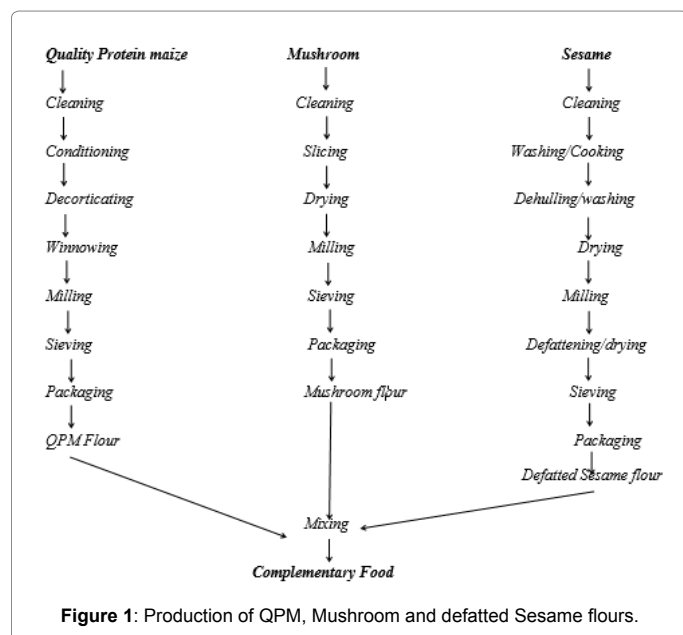 Quality Protein maize Mushroom Sesame
Cleaning Cleaning Cleaning
Conditioning Slicing Washing/Cooking
Decorticating Drying Dehulling/washing
Winnowing Milling Drying
Milling Sieving Milling
Sieving Packaging Defattening/drying
Packaging Mushroom flour Sieving
QPM Flour Packaging
Defatted Sesame flour
Mixing
Complementary Food
Figure 1: Production of QPM, Mushroom and defatted Sesame flours.